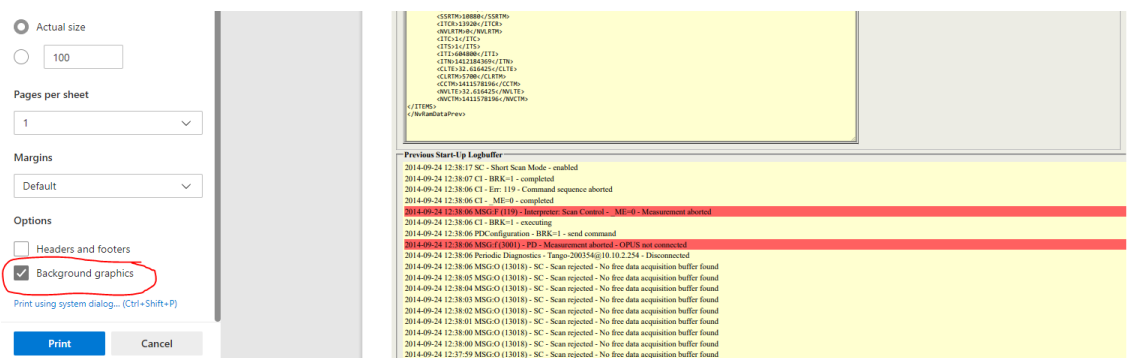 Actual size
100
Pages per sheet
1
Margins
Default
Options
Headers and footers
Background graphics
Print using system dialog... (Ctrl+Shift+P)
Print Cancel
<SSRTM>10880</SSRTM>
<ITCR>13920</ITCR>
<NVLRTM>0</NVLRTM>
<ITC>1</ITC>
<ITS>1</ITS>
<ITI>604800</ITI>
<ITN>1412184369</ITN>
<CLTE>32.616425</CLTE>
<CLRTM>5700</CLRTM>
<CCTM>1411578196</CCTM>
<NVLTE>32.616425</NVLTE>
<NVCTM>1411578196</NVCTM>
</ITEMS>
</NvRamDataPrev>
Previous Start-Up Logbuffer
2014-09-24 12:38:17 SC - Short Scan Mode - enabled
2014-09-24 12:38:07 CI - BRK=1 - completed
2014-09-24 12:38:06 CI - Err: 119 - Command sequence aborted
2014-09-24 12:38:06 CI - _ME=0 - completed
2014-09-24 12:38:06 MSG:F (119) - Interpreter: Scan Control - _ME=0 - Measurement aborted
2014-09-24 12:38:06 CI - BRK=1 - executing
2014-09-24 12:38:06 PDConfiguration - BRK=1 - send command
2014-09-24 12:38:06 MSG:f (3001) - PD - Measurement aborted - OPUS not connected
2014-09-24 12:38:06 Periodic Diagnostics - Tango-200354@10.10.2.254 - Disconnected
2014-09-24 12:38:06 MSG:O (13018) - SC - Scan rejected - No free data acquisition buffer found
2014-09-24 12:38:05 MSG:O (13018) - SC - Scan rejected - No free data acquisition buffer found
2014-09-24 12:38:04 MSG:O (13018) - SC - Scan rejected - No free data acquisition buffer found
2014-09-24 12:38:03 MSG:O (13018) - SC - Scan rejected - No free data acquisition buffer found
2014-09-24 12:38:02 MSG:O (13018) - SC - Scan rejected - No free data acquisition buffer found
2014-09-24 12:38:01 MSG:O (13018) - SC - Scan rejected - No free data acquisition buffer found
2014-09-24 12:38:00 MSG:O (13018) - SC - Scan rejected - No free data acquisition buffer found
2014-09-24 12:38:00 MSG:O (13018) - SC - Scan rejected - No free data acquisition buffer found
2014-09-24 12:37:59 MSG:O (13018) - SC - Scan rejected - No free data acquisition buffer found